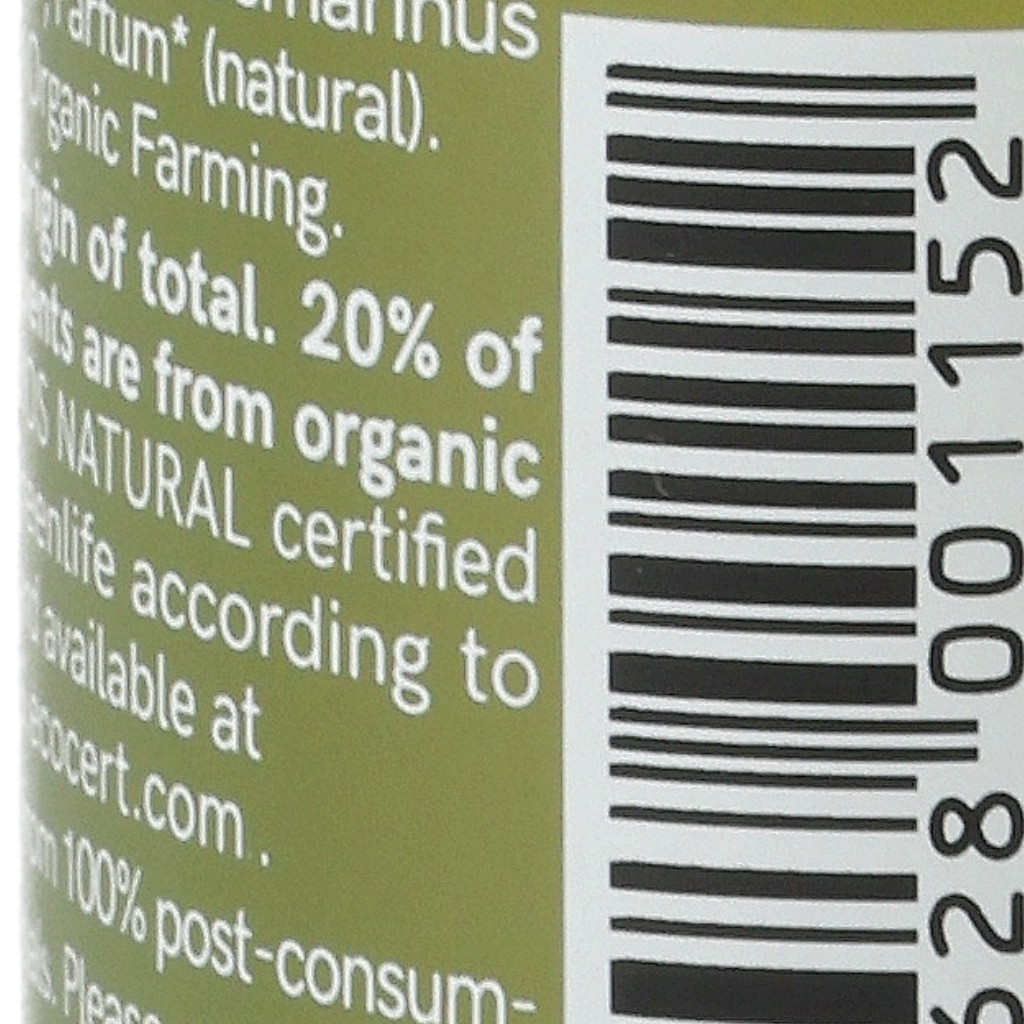 Parfum* (natural).
Organic Farming.
of total. 20% of
are from organic
NATURAL certified
according to
available at
ecocert.com .
100% post-consum-
Please
628 001152